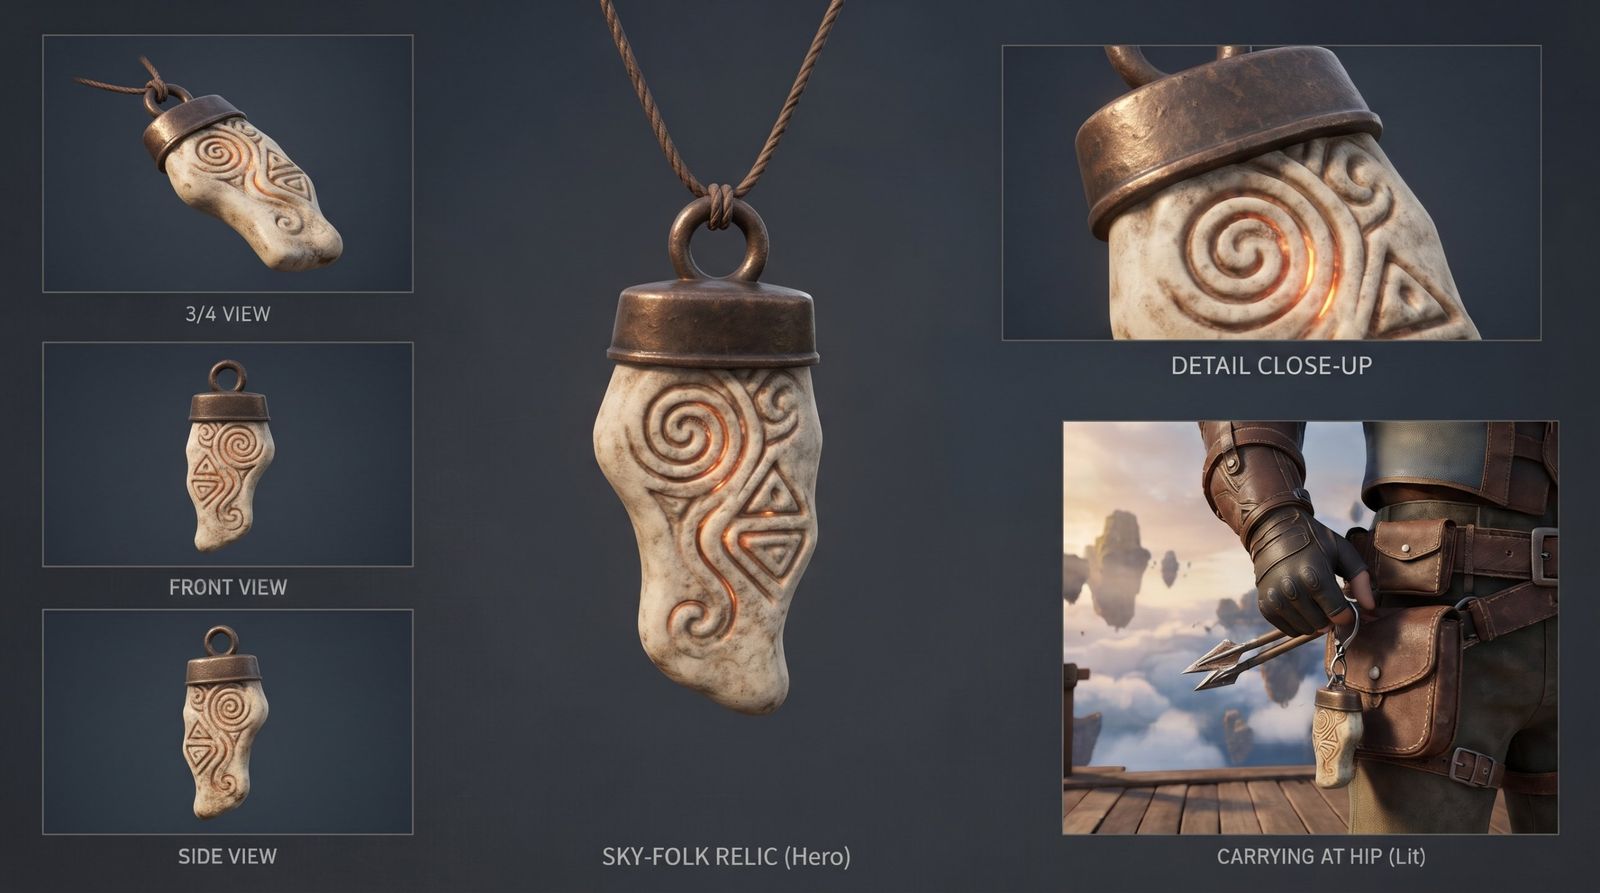 3/4 VIEW
FRONT VIEW
SIDE VIEW
SKY-FOLK RELIC (Hero)
DETAIL CLOSE-UP
CARRYING AT HIP (Lit)